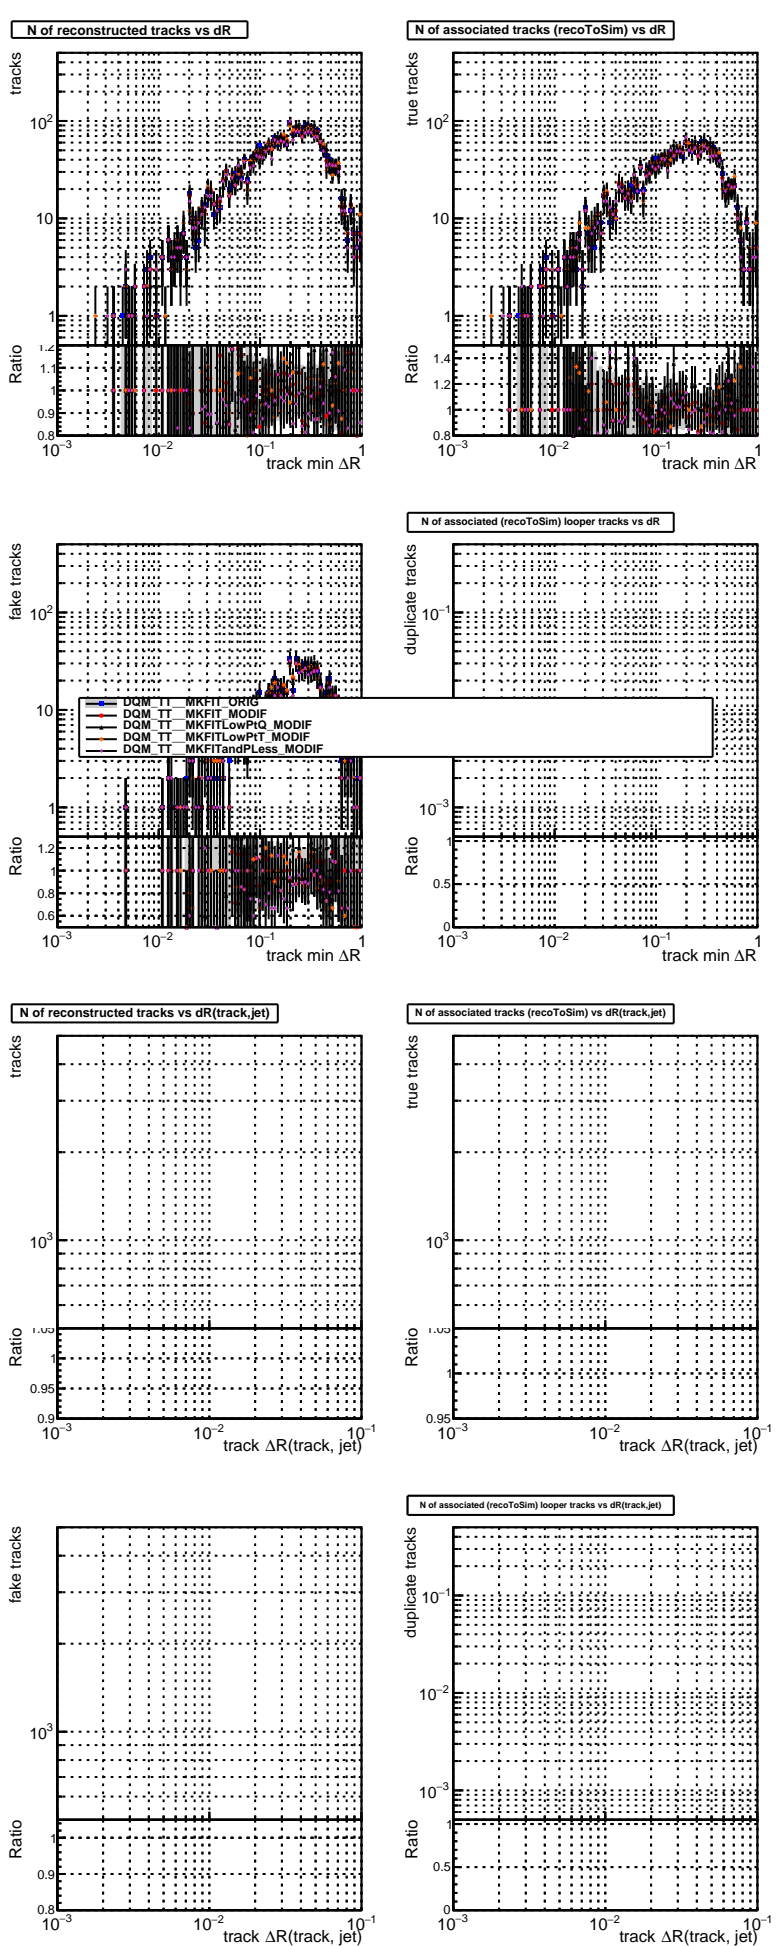 N of reconstructed tracks vs dR
tracks
10²
10
1
1.2
1.1
1
0.9
0.8
Ratio
10⁻³ 10⁻² 10⁻¹ 1
track min ΔR
N of associated tracks (recoToSim) vs dR
true tracks
10²
10
1
1.4
1.2
1
0.8
Ratio
10⁻³ 10⁻² 10⁻¹ 1
track min ΔR
fake tracks
10²
10
1
1.2
1
0.8
0.6
Ratio
10⁻³ 10⁻² 10⁻¹ 1
track min ΔR
N of associated (recoToSim) looper tracks vs dR
duplicate tracks
10⁻¹
10⁻³
1
0.5
0
Ratio
10⁻³ 10⁻² 10⁻¹ 1
track min ΔR
DQM_TT__MKFIT_ORIG
DQM_TT__MKFIT_MODIF
DQM_TT__MKFITLowPtQ_MODIF
DQM_TT__MKFITLowPtT_MODIF
DQM_TT__MKFITandPLess_MODIF
N of reconstructed tracks vs dR(track,jet)
tracks
10³
1.05
1
0.95
0.9
Ratio
10⁻³ 10⁻² 10⁻¹
track ΔR(track, jet)
N of associated tracks (recoToSim) vs dR(track,jet)
true tracks
10³
1.05
1
0.95
Ratio
10⁻³ 10⁻² 10⁻¹
track ΔR(track, jet)
fake tracks
10³
1
0.9
0.8
Ratio
10⁻³ 10⁻² 10⁻¹
track ΔR(track, jet)
N of associated (recoToSim) looper tracks vs dR(track,jet)
duplicate tracks
10⁻¹
10⁻²
10⁻³
1
0.5
0
Ratio
10⁻³ 10⁻² 10⁻¹
track ΔR(track, jet)